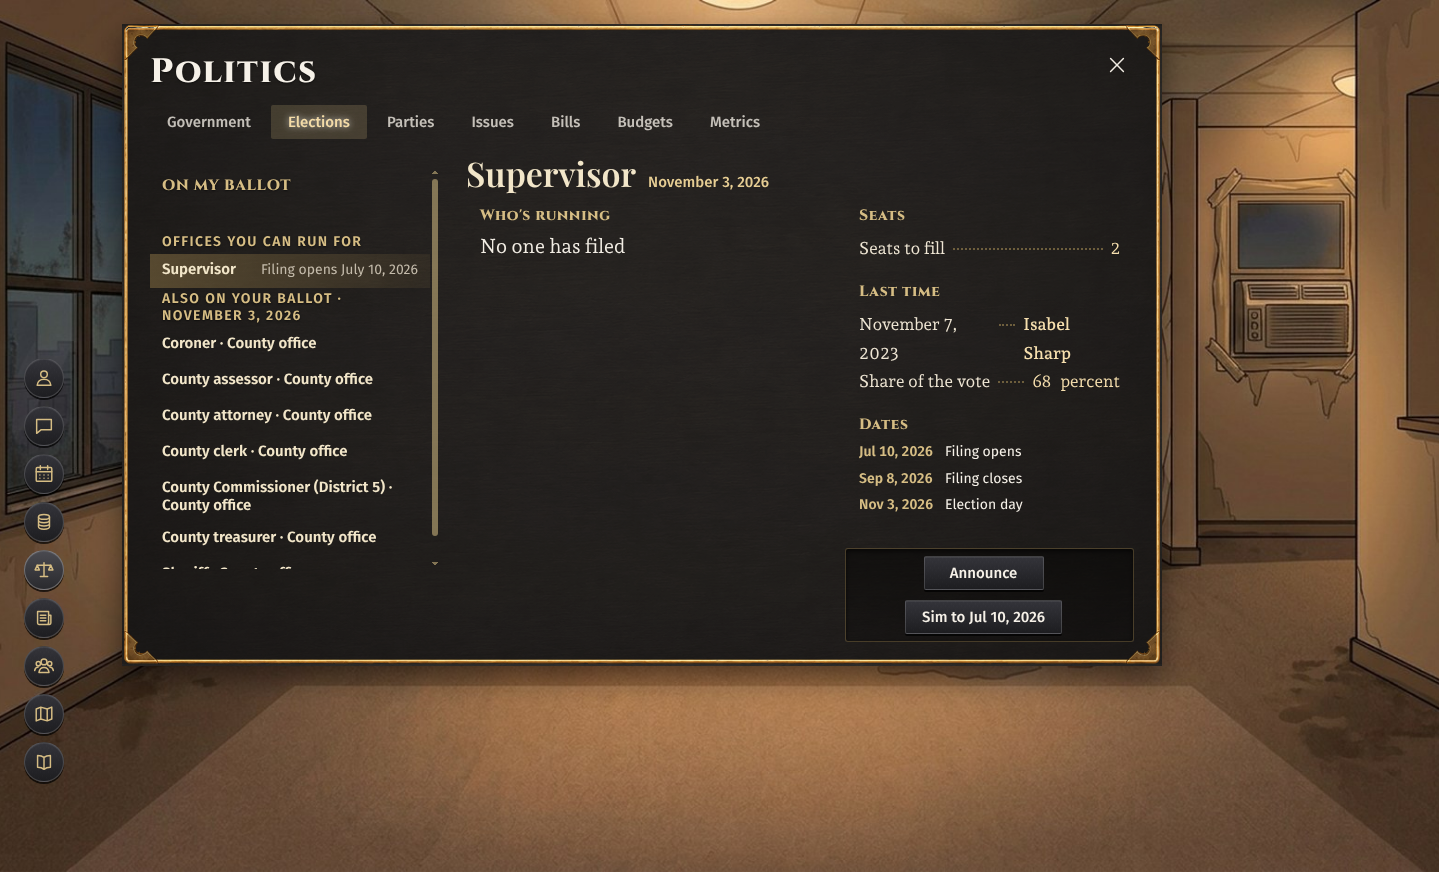 Politics
Government
Elections
Parties
Issues
Bills
Budgets
Metrics
On my ballot
OFFICES YOU CAN RUN FOR
Supervisor
Filing opens July 10, 2026
ALSO ON YOUR BALLOT ·
NOVEMBER 3, 2026
Coroner · County office
County assessor · County office
County attorney · County office
County clerk · County office
County Commissioner (District 5) ·
County office
County treasurer · County office
Supervisor November 3, 2026
Who's running
No one has filed
Seats
Seats to fill 2
Last time
November 7,
2023
Isabel
Sharp
Share of the vote 68 percent
Dates
Jul 10, 2026 Filing opens
Sep 8, 2026 Filing closes
Nov 3, 2026 Election day
Announce
Sim to Jul 10, 2026